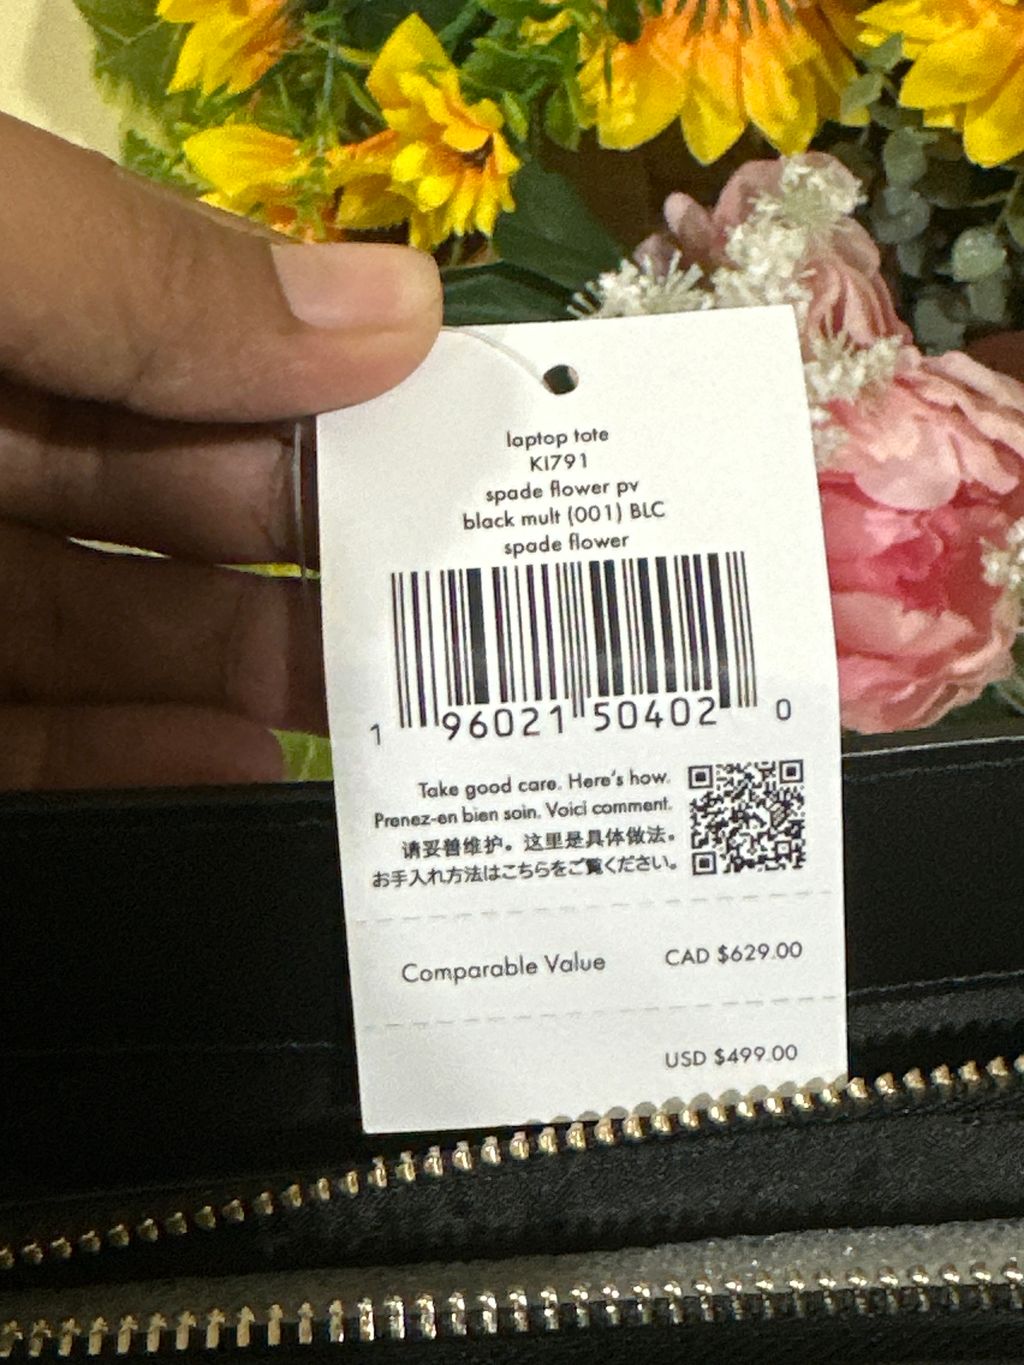 laptop tote
KI791
spade flower pv
black mult (001) BLC
spade flower
1 96021 50402 0
Take good care. Here's how.
Prenez-en bien soin. Voici comment.
请妥善维护。这里是具体做法。
お手入れ方法はこちらをご覧ください。
Comparable Value CAD $629.00
USD $499.00